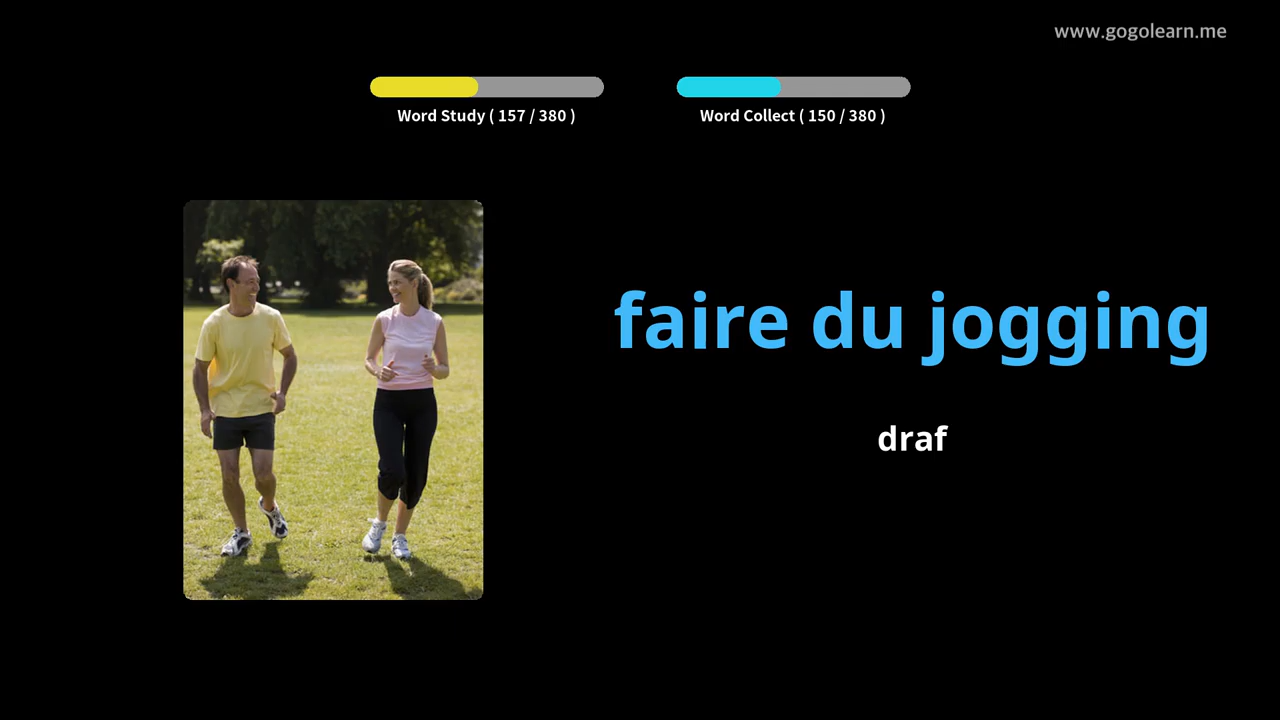 www.gogolearn.me
Word Study ( 157 / 380 )
Word Collect ( 150 / 380 )
faire du jogging
draf